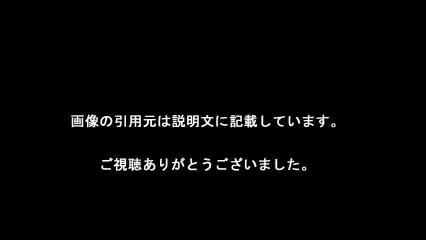 画像の引用元は説明文に記載しています。
ご視聴ありがとうございました。